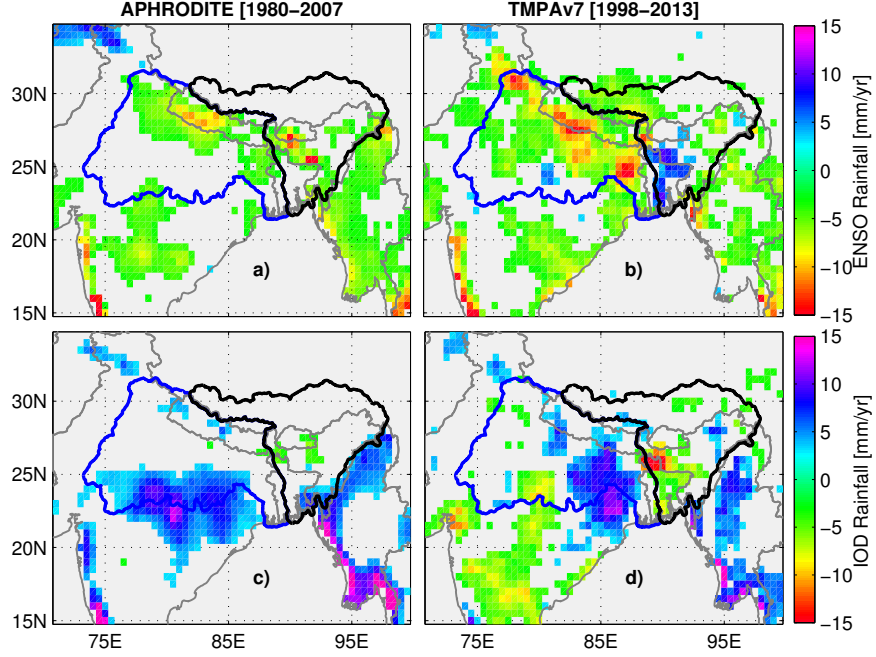 APHRODITE [1980−2007
TMPAv7 [1998−2013]
30N
25N
20N
15N
a)
b)
15
10
5
0
−5
−10
−15
ENSO Rainfall [mm/yr]
30N
25N
20N
15N
c)
d)
15
10
5
0
−5
−10
−15
IOD Rainfall [mm/yr]
75E
85E
95E
75E
85E
95E